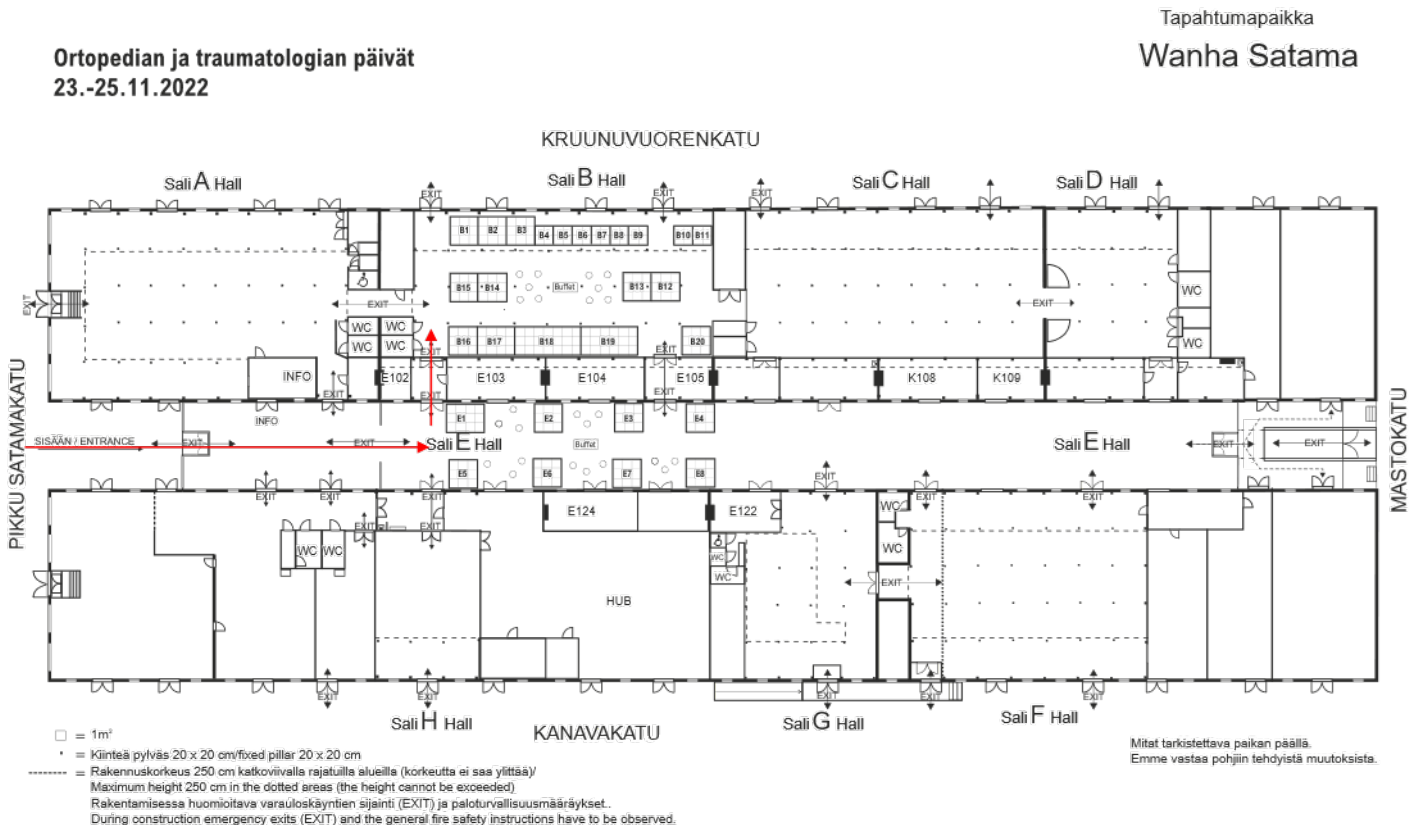 Tapahtumapaikka
Wanha Satama
Ortopedian ja traumatologian päivät
23.-25.11.2022
KRUUNUVUORENKATU
Sali A Hall
Sali B Hall
Sali C Hall
Sali D Hall
EXIT
EXIT
EXIT
B1 B2 B3 B4 B5 B6 B7 B8 B9 B10 B11
B15 B14 Buffet B13 B12
EXIT
EXIT
EXIT
WC
WC WC
WC WC
WC
WC
B16 B17 B18 B19 B20
EXIT
EXIT
INFO
E102 E103 E104 E105 K108 K109
EXIT
EXIT
EXIT
INFO
E1 E2 E3 E4
SISÄÄN / ENTRANCE
EXIT
EXIT
Sali E Hall
Buffet
Sali E Hall
EXIT
EXIT
E5 E6 E7 E8
PIKKU SATAMAKATU
MASTOKATU
EXIT
EXIT
EXIT
EXIT
EXIT
EXIT
E124
E122
WC
EXIT
EXIT
WC WC
WC
WC
WC
EXIT
HUB
EXIT
EXIT
EXIT
EXIT
EXIT
Sali H Hall
Sali G Hall
Sali F Hall
KANAVAKATU
= 1m²
= Kiinteä pylväs 20 x 20 cm/fixed pillar 20 x 20 cm
= Rakennuskorkeus 250 cm katkoviivalla rajatuilla alueilla (korkeutta ei saa ylittää)/
Maximum height 250 cm in the dotted areas (the height cannot be exceeded)
Rakentamisessa huomioitava varauloskäyntien sijainti (EXIT) ja paloturvallisuusmääräykset..
During construction emergency exits (EXIT) and the general fire safety instructions have to be observed.
Mitat tarkistettava paikan päällä.
Emme vastaa pohjiin tehdyistä muutoksista.